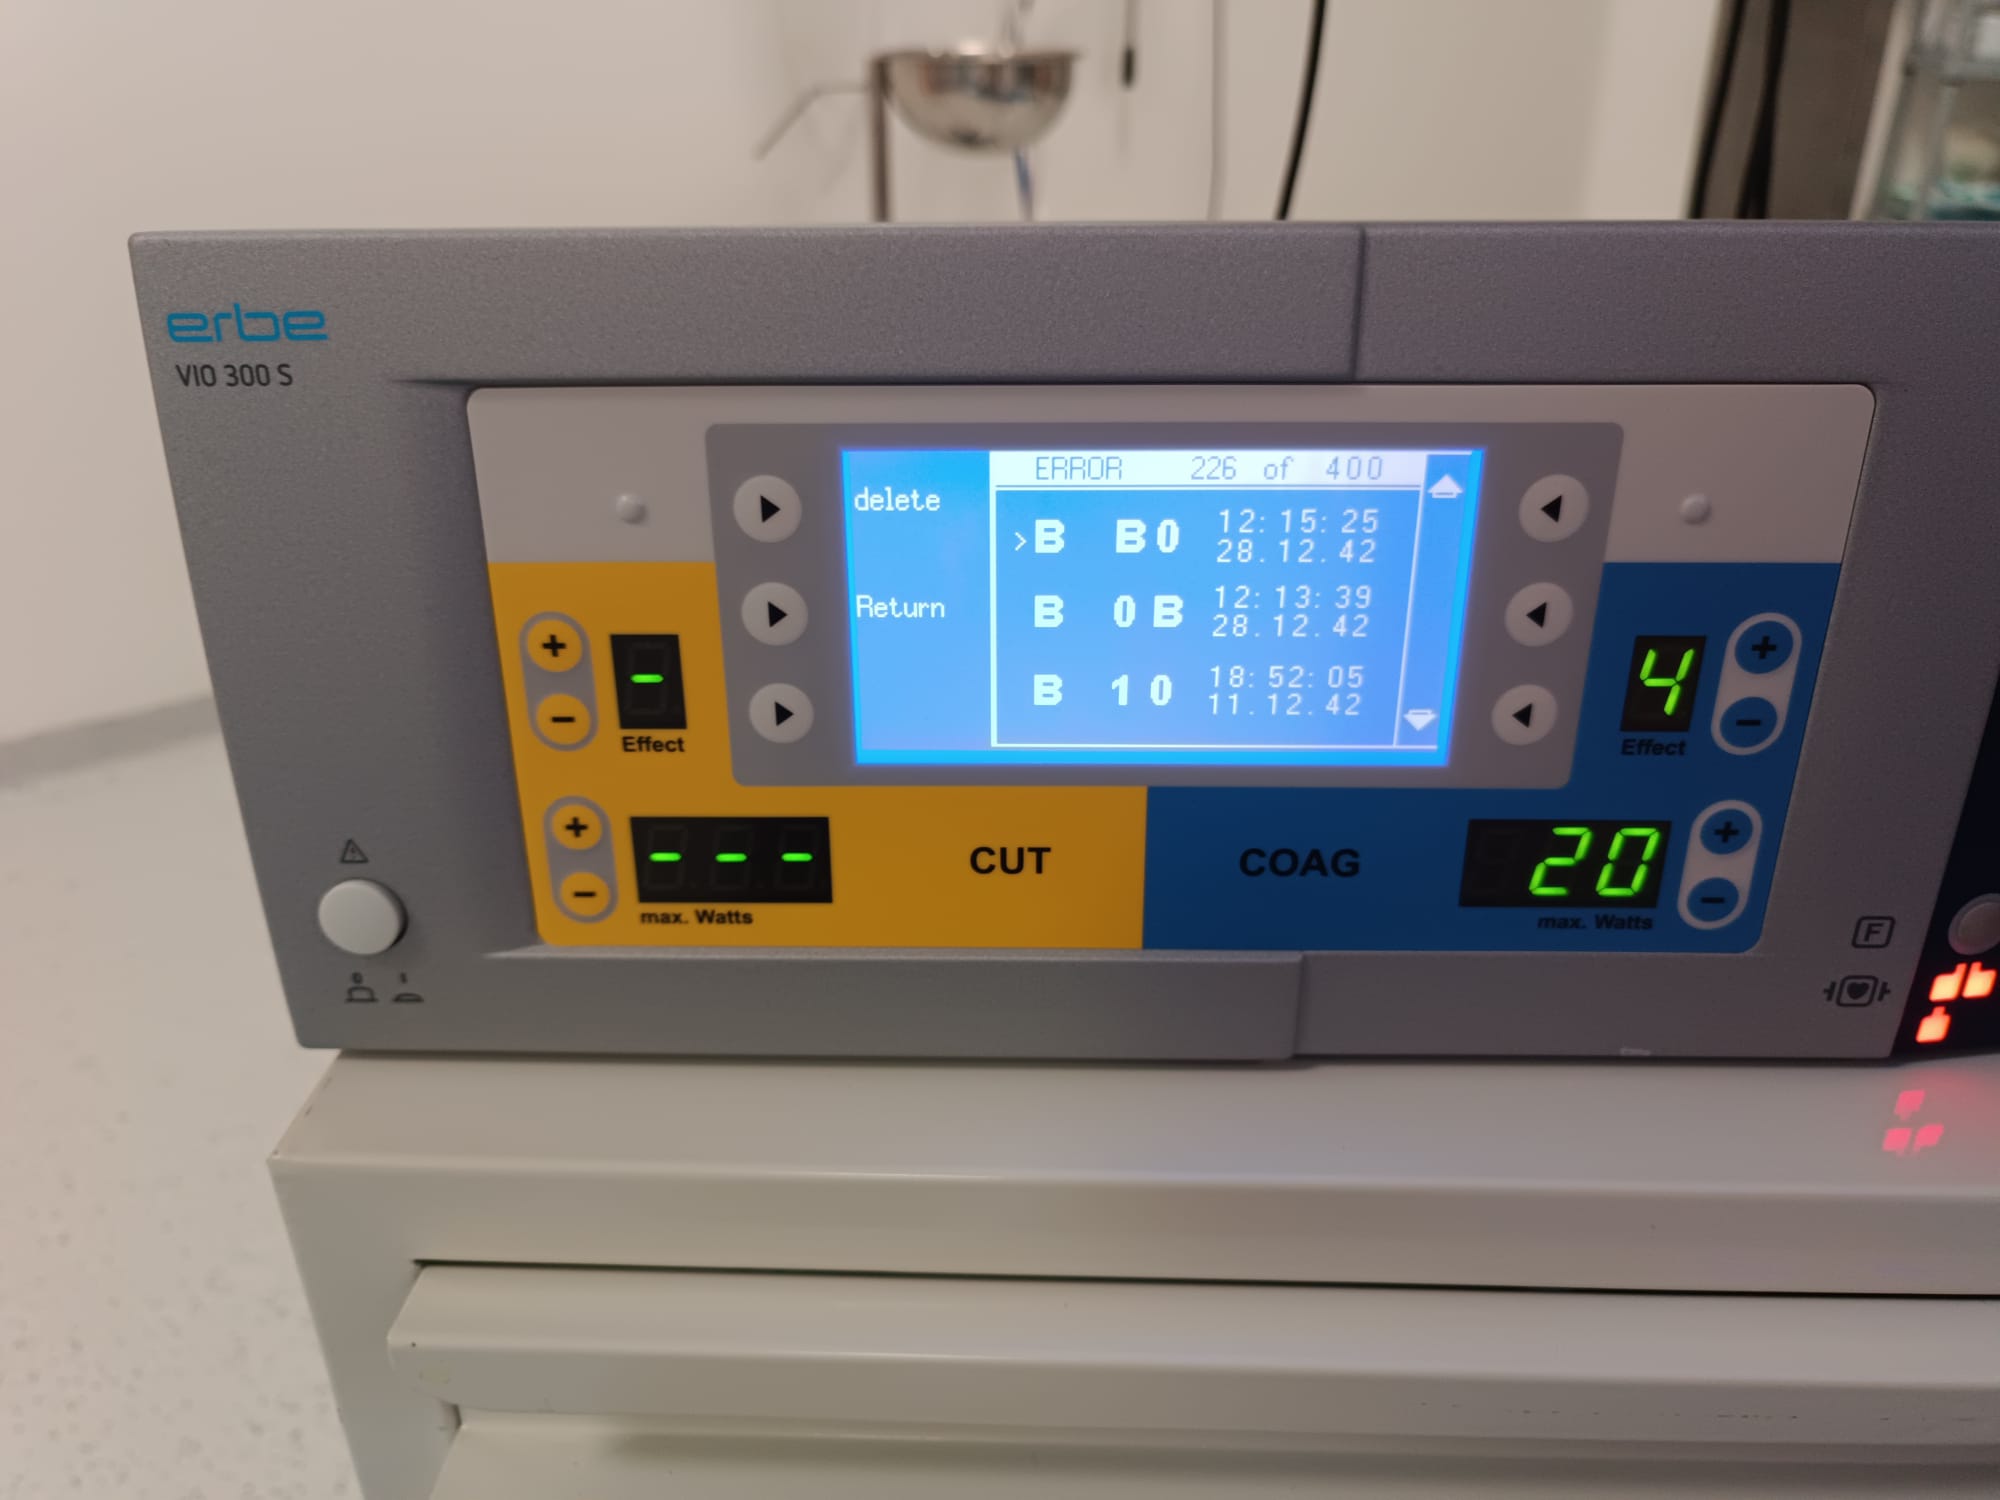 erbe
VIO 300 S
ERROR 226 of 400
delete
>B B0 12:15:25
28.12.42
Return
B 0B 12:13:39
28.12.42
B 10 18:52:05
11.12.42
+
-
-
Effect
4
+
-
Effect
+
-
- - -
max. Watts
CUT
COAG
20
+
-
max. Watts
F